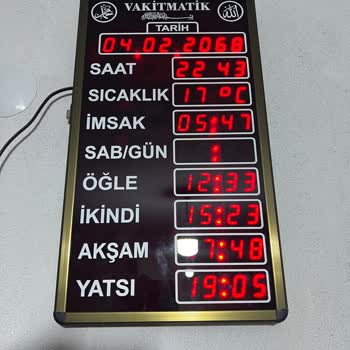 VAKİTMATİK
TARİH
04.02.2068
SAAT 22 43
SICAKLIK 17 °C
İMSAK 05:47
SAB/GÜN :
ÖĞLE 12:33
İKİNDİ 15:23
AKŞAM 7:48
YATSI 19:05